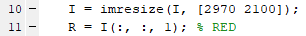 10 - I = imresize(I, [2970 2100]);
11 - R = I(:, :, 1); % RED